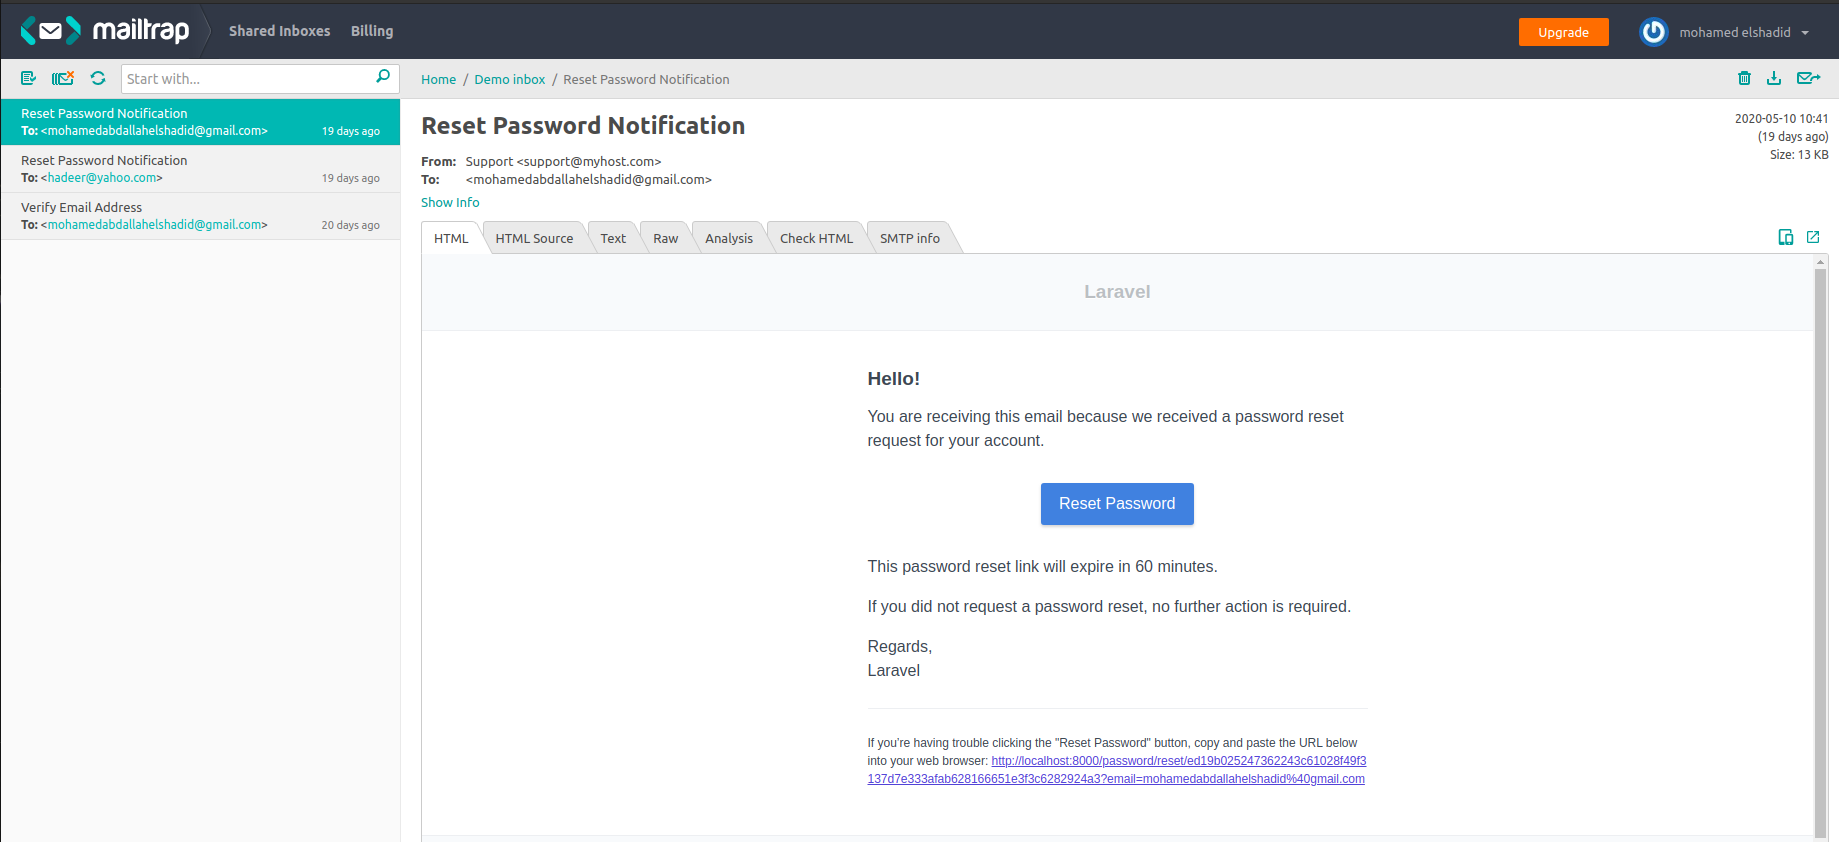 mailtrap
Shared Inboxes
Billing
Upgrade
mohamed elshadid
Start with...
Home / Demo inbox / Reset Password Notification
Reset Password Notification
To: <mohamedabdallahelshadid@gmail.com>
19 days ago
Reset Password Notification
To: <hadeer@yahoo.com>
19 days ago
Verify Email Address
To: <mohamedabdallahelshadid@gmail.com>
20 days ago
Reset Password Notification
2020-05-10 10:41
(19 days ago)
Size: 13 KB
From: Support <support@myhost.com>
To: <mohamedabdallahelshadid@gmail.com>
Show Info
HTML
HTML Source
Text
Raw
Analysis
Check HTML
SMTP info
Laravel
Hello!
You are receiving this email because we received a password reset
request for your account.
Reset Password
This password reset link will expire in 60 minutes.
If you did not request a password reset, no further action is required.
Regards,
Laravel
If you're having trouble clicking the "Reset Password" button, copy and paste the URL below
into your web browser: http://localhost:8000/password/reset/ed19b025247362243c61028f49f3
137d7e333afab628166651e3f3c6282924a3?email=mohamedabdallahelshadid%40gmail.com